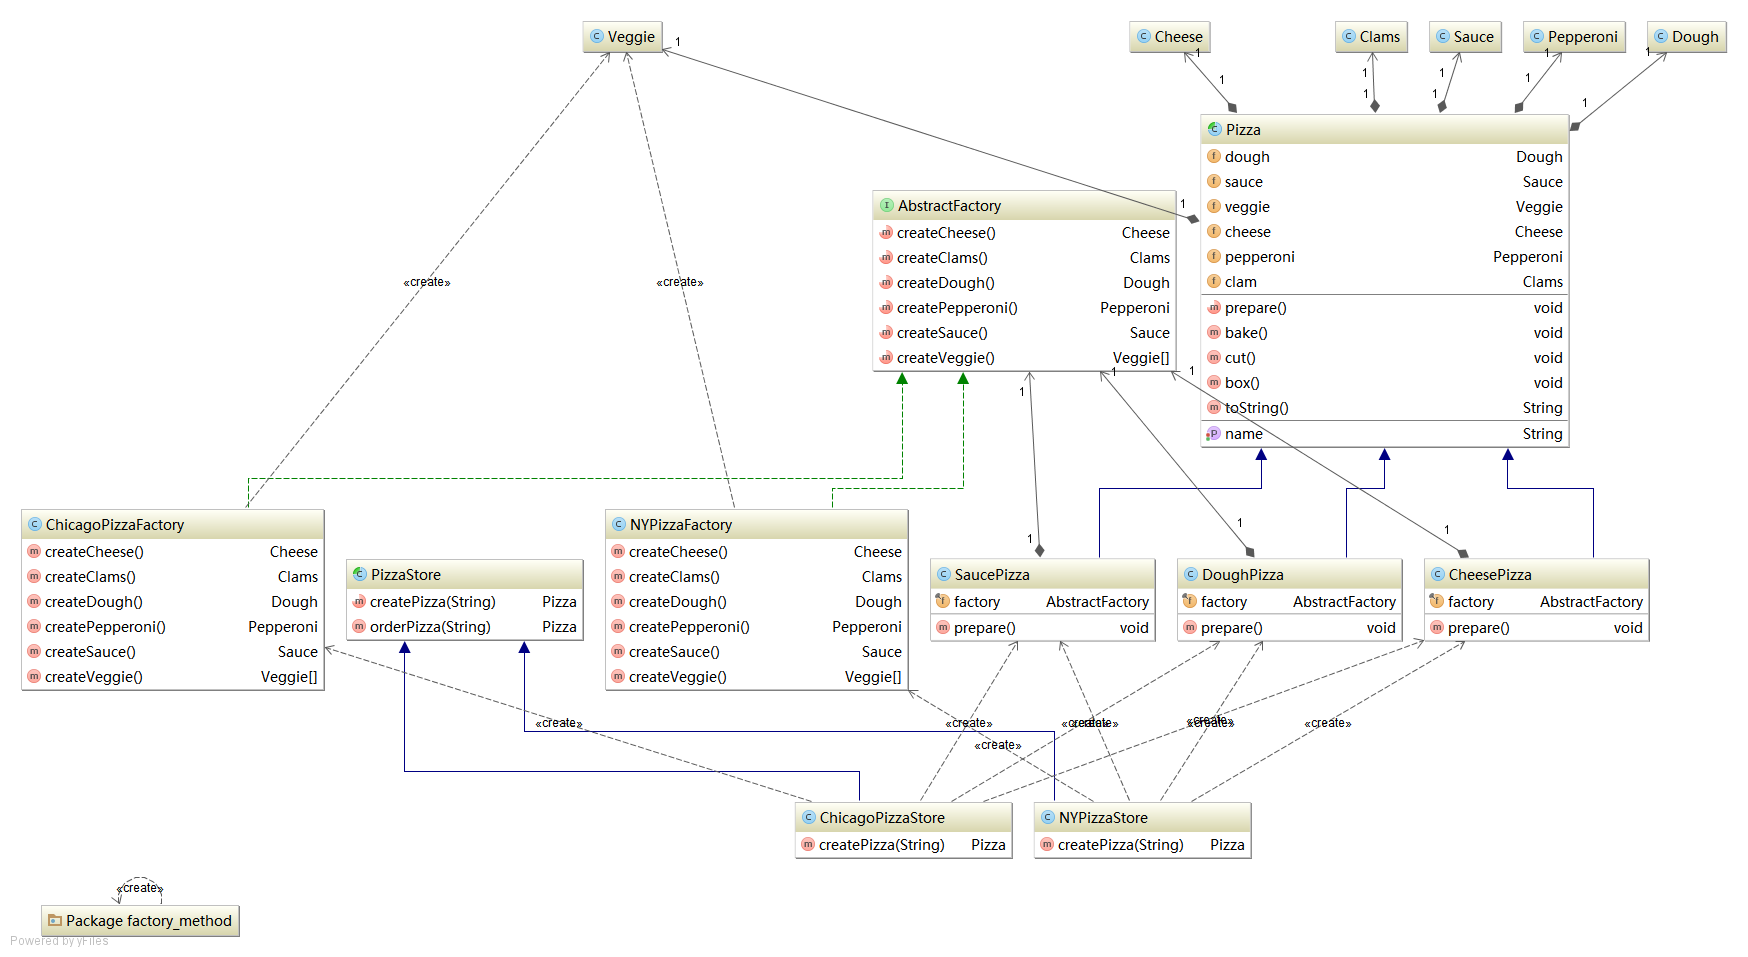 Veggie
1
Cheese
1
1
Clams
1
1
Sauce
1
1
Pepperoni
1
1
Dough
1
1
Pizza
dough Dough
sauce Sauce
veggie Veggie
cheese Cheese
pepperoni Pepperoni
clam Clams
prepare() void
bake() void
cut() void
box() void
toString() String
name String
1
AbstractFactory
createCheese() Cheese
createClams() Clams
createDough() Dough
createPepperoni() Pepperoni
createSauce() Sauce
createVeggie() Veggie[]
1
1
1
«create»
«create»
1
1
1
ChicagoPizzaFactory
createCheese() Cheese
createClams() Clams
createDough() Dough
createPepperoni() Pepperoni
createSauce() Sauce
createVeggie() Veggie[]
PizzaStore
createPizza(String) Pizza
orderPizza(String) Pizza
NYPizzaFactory
createCheese() Cheese
createClams() Clams
createDough() Dough
createPepperoni() Pepperoni
createSauce() Sauce
createVeggie() Veggie[]
SaucePizza
factory AbstractFactory
prepare() void
DoughPizza
factory AbstractFactory
prepare() void
CheesePizza
factory AbstractFactory
prepare() void
«create»
«create»
«create»
«create»
«create»
«create»
«create»
«create»
ChicagoPizzaStore
createPizza(String) Pizza
NYPizzaStore
createPizza(String) Pizza
«create»
Package factory_method
Powered by yFiles